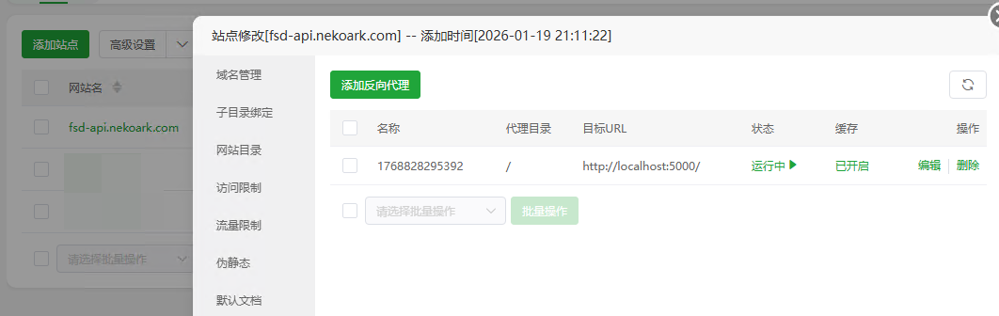 站点修改[fsd-api.nekoark.com] -- 添加时间[2026-01-19 21:11:22]
添加站点
高级设置
网站名
fsd-api.nekoark.com
请选择批量操作
域名管理
子目录绑定
网站目录
访问限制
流量限制
伪静态
默认文档
添加反向代理
名称 代理目录 目标URL 状态 缓存 操作
1768828295392 / http://localhost:5000/ 运行中 已开启 编辑 删除
请选择批量操作 批量操作